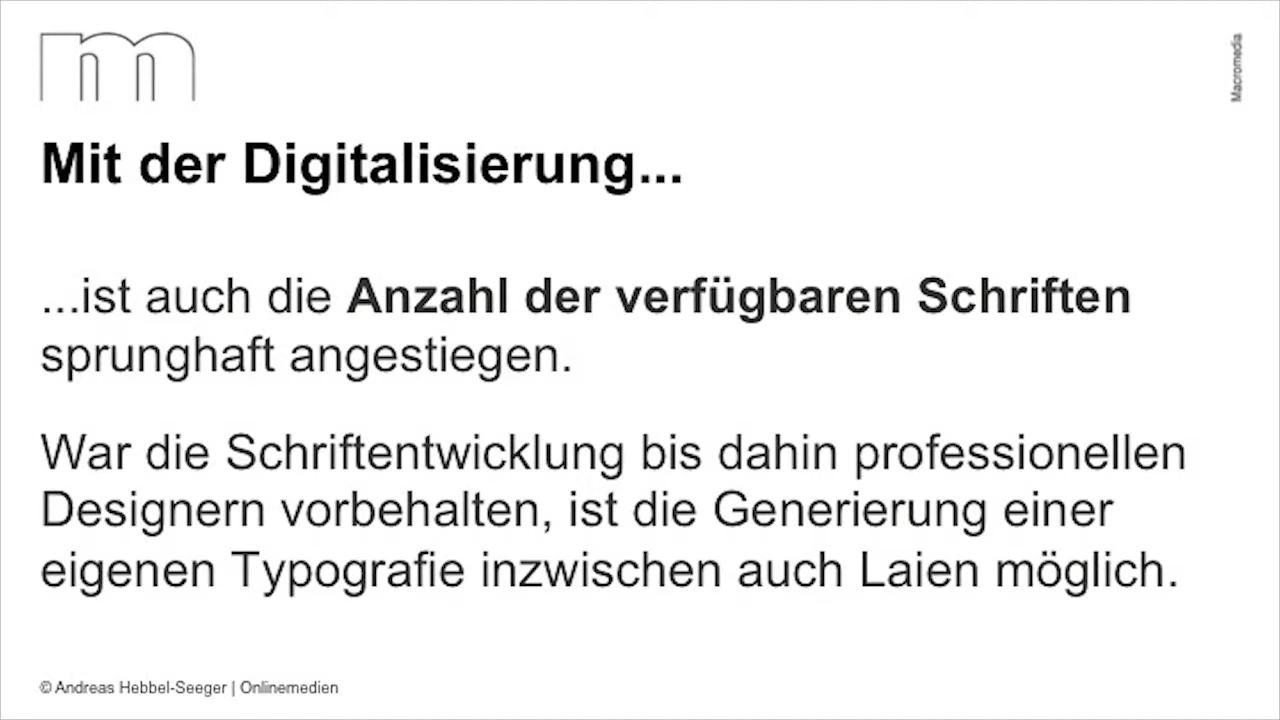 m
Macromedia
Mit der Digitalisierung...
...ist auch die Anzahl der verfügbaren Schriften
sprunghaft angestiegen.
War die Schriftentwicklung bis dahin professionellen
Designern vorbehalten, ist die Generierung einer
eigenen Typografie inzwischen auch Laien möglich.
© Andreas Hebbel-Seeger | Onlinemedien